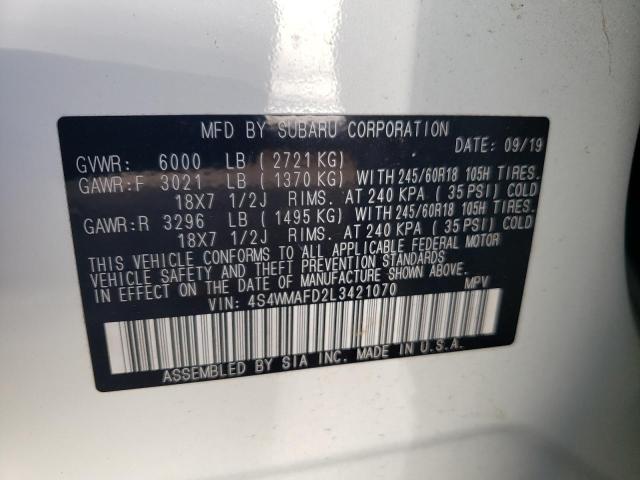 MFD BY SUBARU CORPORATION
DATE: 09/19
GVWR: 6000 LB (2721 KG)
GAWR:F 3021 LB (1370 KG) WITH 245/60R18 105H TIRES.
18X7 1/2J RIMS. AT 240 KPA (35 PSI) COLD
GAWR:R 3296 LB (1495 KG) WITH 245/60R18 105H TIRES.
18X7 1/2J RIMS. AT 240 KPA (35 PSI) COLD
THIS VEHICLE CONFORMS TO ALL APPLICABLE FEDERAL MOTOR
VEHICLE SAFETY AND THEFT PREVENTION STANDARDS
IN EFFECT ON THE DATE OF MANUFACTURE SHOWN ABOVE.
VIN: 4S4WMAFD2L3421070 MPV
ASSEMBLED BY SIA INC. MADE IN U.S.A.